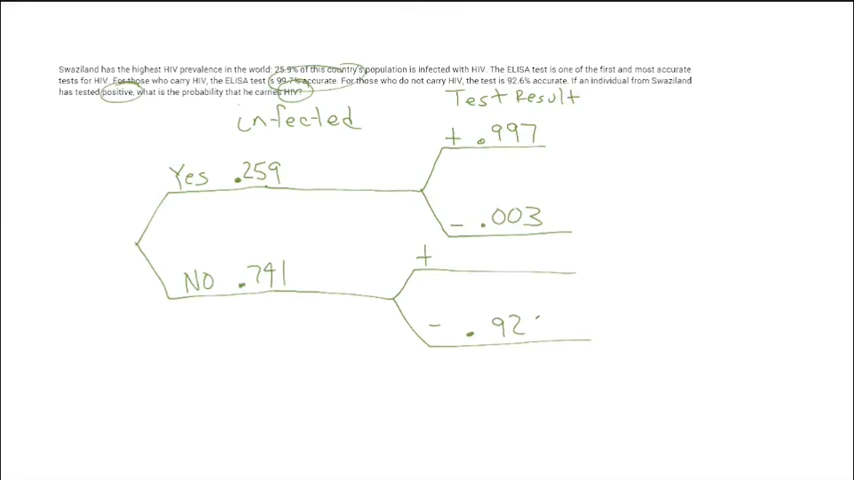 Swaziland has the highest HIV prevalence in the world: 25.9% of this country's population is infected with HIV. The ELISA test is one of the first and most accurate
tests for HIV. For those who carry HIV, the ELISA test is 99.7% accurate. For those who do not carry HIV, the test is 92.6% accurate. If an individual from Swaziland
has tested positive, what is the probability that he carries HIV?
infected
Test Result
+ .997
Yes .259
- .003
+
No .741
- .92